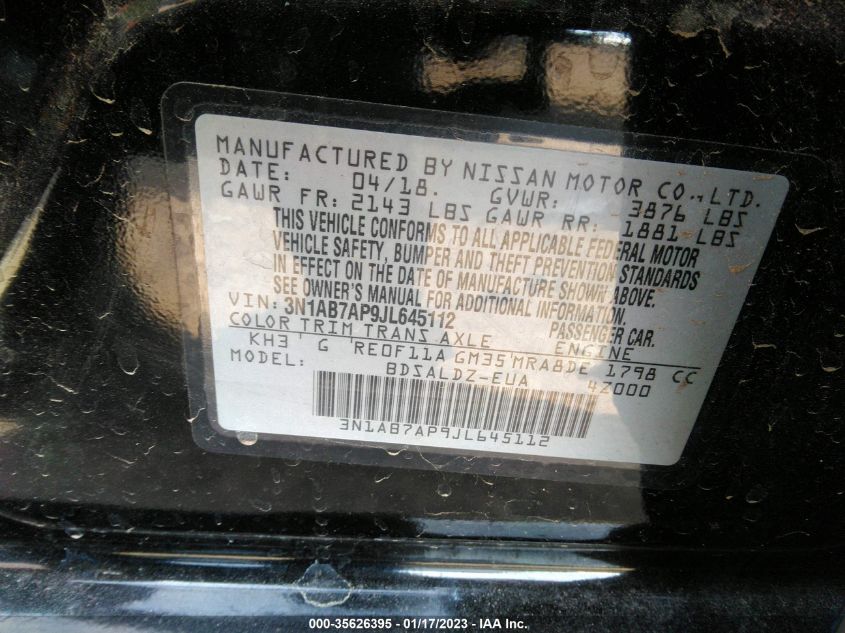 MANUFACTURED BY NISSAN MOTOR CO., LTD.
DATE: 04/18. GVWR: 3876 LBS
GAWR FR: 2143 LBS GAWR RR: 1881 LBS
THIS VEHICLE CONFORMS TO ALL APPLICABLE FEDERAL MOTOR
VEHICLE SAFETY, BUMPER AND THEFT PREVENTION STANDARDS
IN EFFECT ON THE DATE OF MANUFACTURE SHOWN ABOVE.
SEE OWNER'S MANUAL FOR ADDITIONAL INFORMATION.
VIN: 3N1AB7AP9JL645112 PASSENGER CAR.
COLOR TRIM TRANS AXLE ENGINE
KH3 ' G 'RE0F11A GM35'MRA8DE 1798 CC
MODEL: BDSALDZ-EUA 4Z000
3N1AB7AP9JL645112
000-35626395 - 01/17/2023 - IAA Inc.